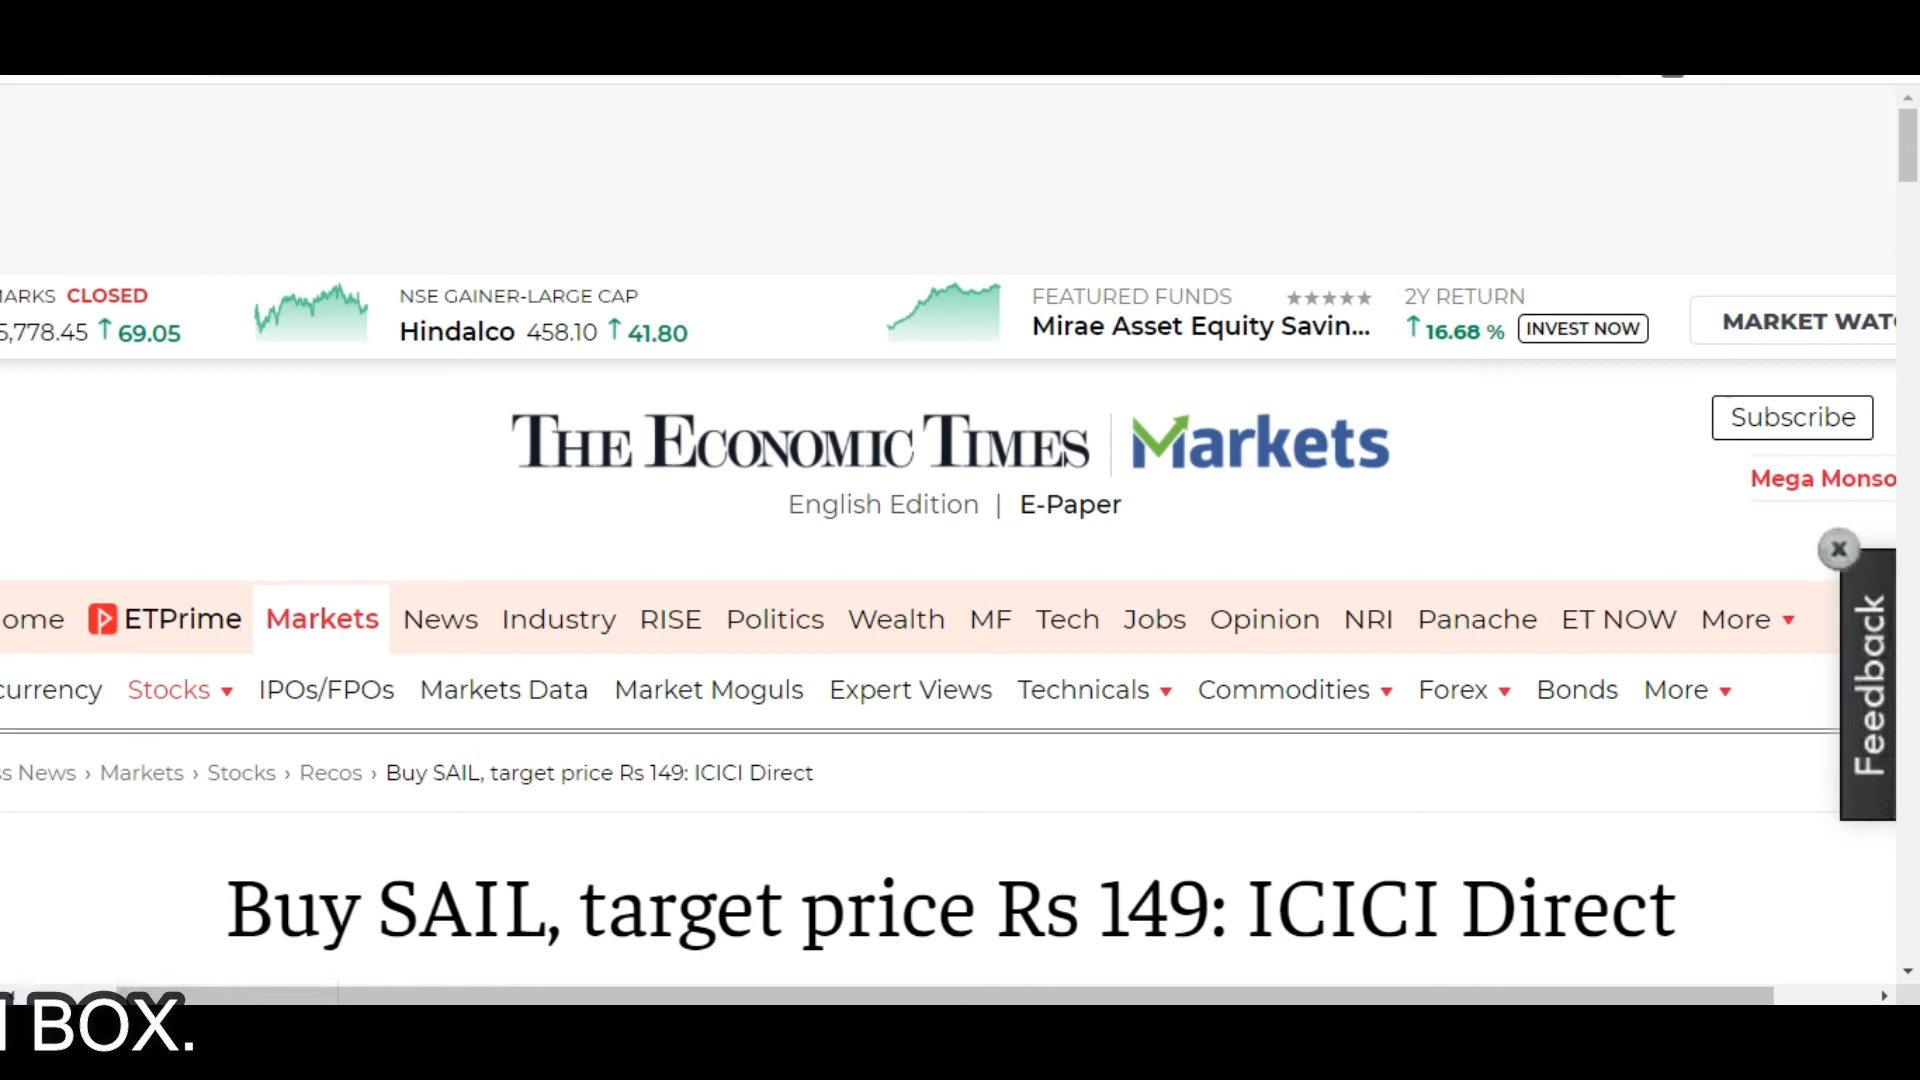 CLOSED
NSE GAINER-LARGE CAP
FEATURED FUNDS ★★★★★ 2Y RETURN
5,778.45 ↑ 69.05
Hindalco 458.10 ↑ 41.80
Mirae Asset Equity Savin...
↑ 16.68 % INVEST NOW
MARKET WAT
THE ECONOMIC TIMES | Markets
Subscribe
English Edition | E-Paper
Mega Monso
x
Feedback
ome ETPrime Markets News Industry RISE Politics Wealth MF Tech Jobs Opinion NRI Panache ET NOW More
currency Stocks IPOs/FPOs Markets Data Market Moguls Expert Views Technicals Commodities Forex Bonds More
s News › Markets › Stocks › Recos › Buy SAIL, target price Rs 149: ICICI Direct
Buy SAIL, target price Rs 149: ICICI Direct
BOX.